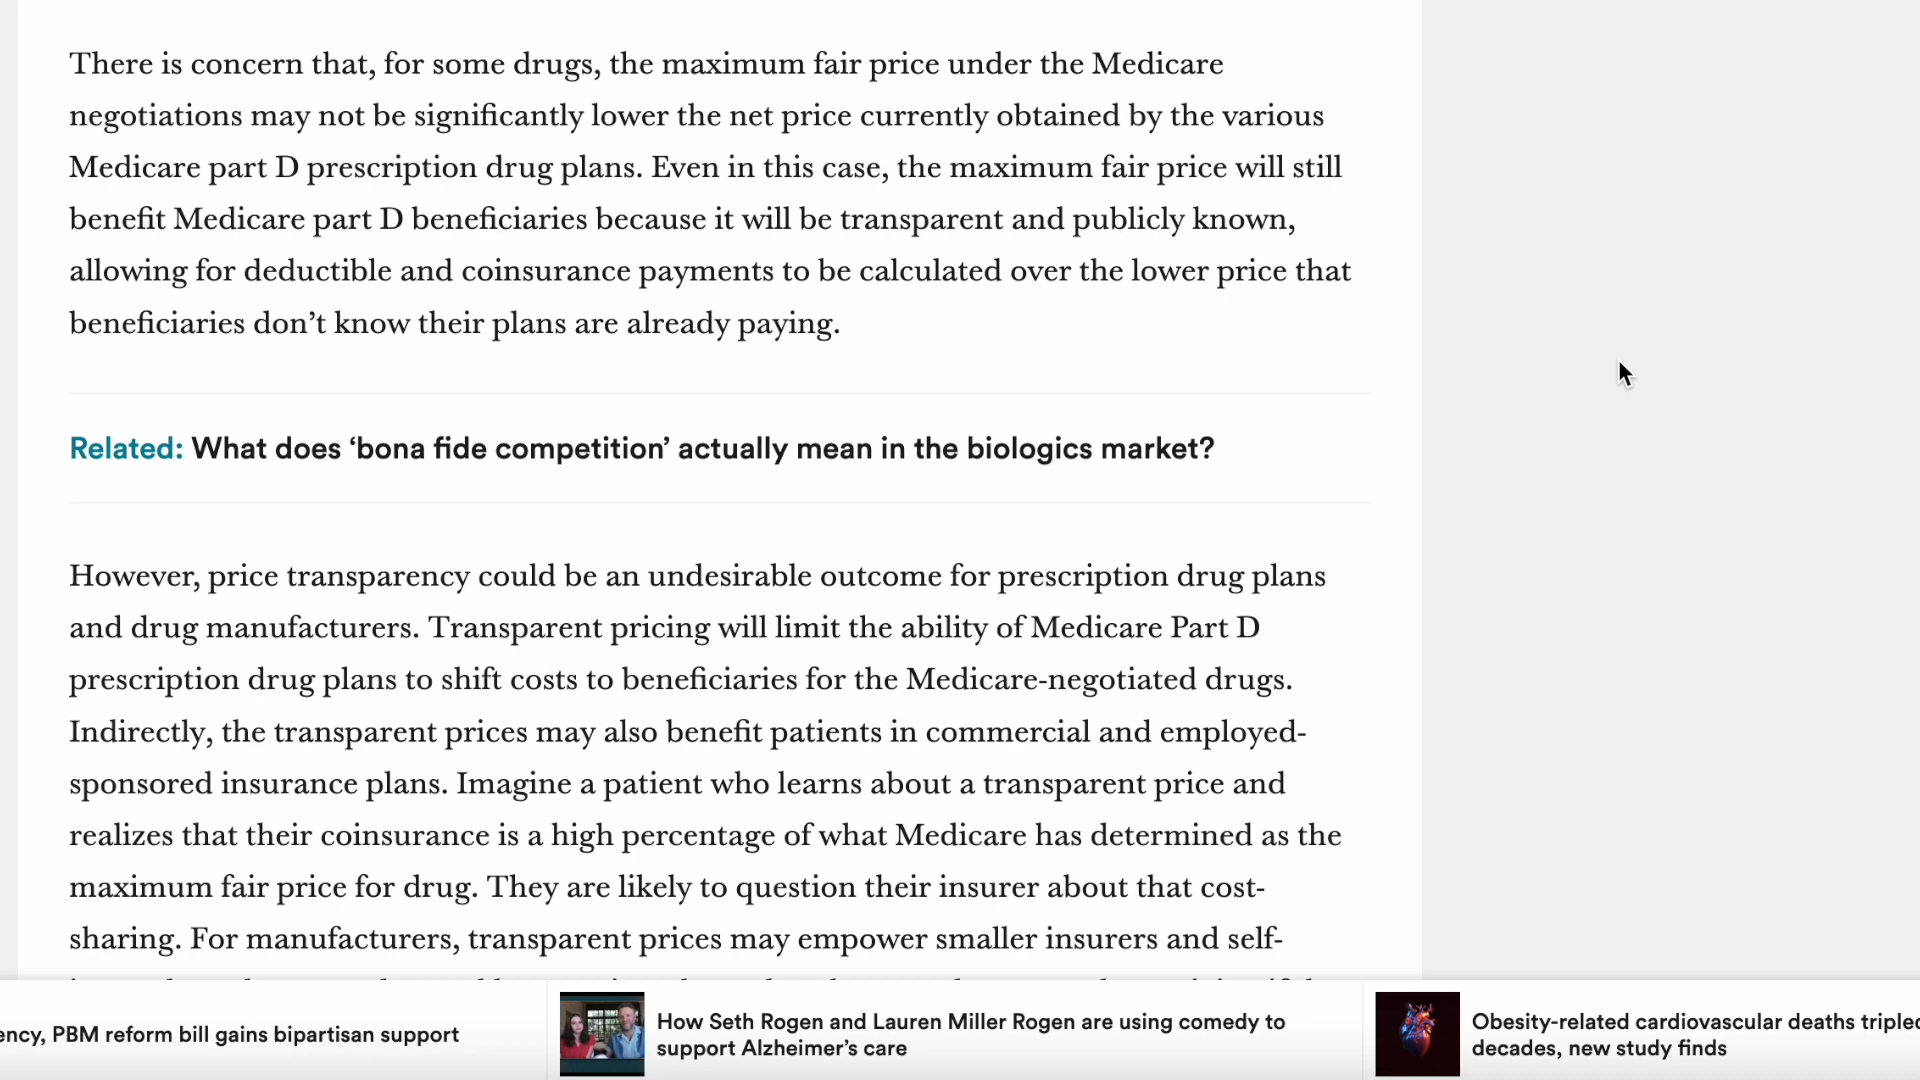 There is concern that, for some drugs, the maximum fair price under the Medicare
negotiations may not be significantly lower the net price currently obtained by the various
Medicare part D prescription drug plans. Even in this case, the maximum fair price will still
benefit Medicare part D beneficiaries because it will be transparent and publicly known,
allowing for deductible and coinsurance payments to be calculated over the lower price that
beneficiaries don’t know their plans are already paying.
Related: What does ‘bona fide competition’ actually mean in the biologics market?
However, price transparency could be an undesirable outcome for prescription drug plans
and drug manufacturers. Transparent pricing will limit the ability of Medicare Part D
prescription drug plans to shift costs to beneficiaries for the Medicare-negotiated drugs.
Indirectly, the transparent prices may also benefit patients in commercial and employed-
sponsored insurance plans. Imagine a patient who learns about a transparent price and
realizes that their coinsurance is a high percentage of what Medicare has determined as the
maximum fair price for drug. They are likely to question their insurer about that cost-
sharing. For manufacturers, transparent prices may empower smaller insurers and self-
ency, PBM reform bill gains bipartisan support
How Seth Rogen and Lauren Miller Rogen are using comedy to
support Alzheimer’s care
Obesity-related cardiovascular deaths tripled
decades, new study finds